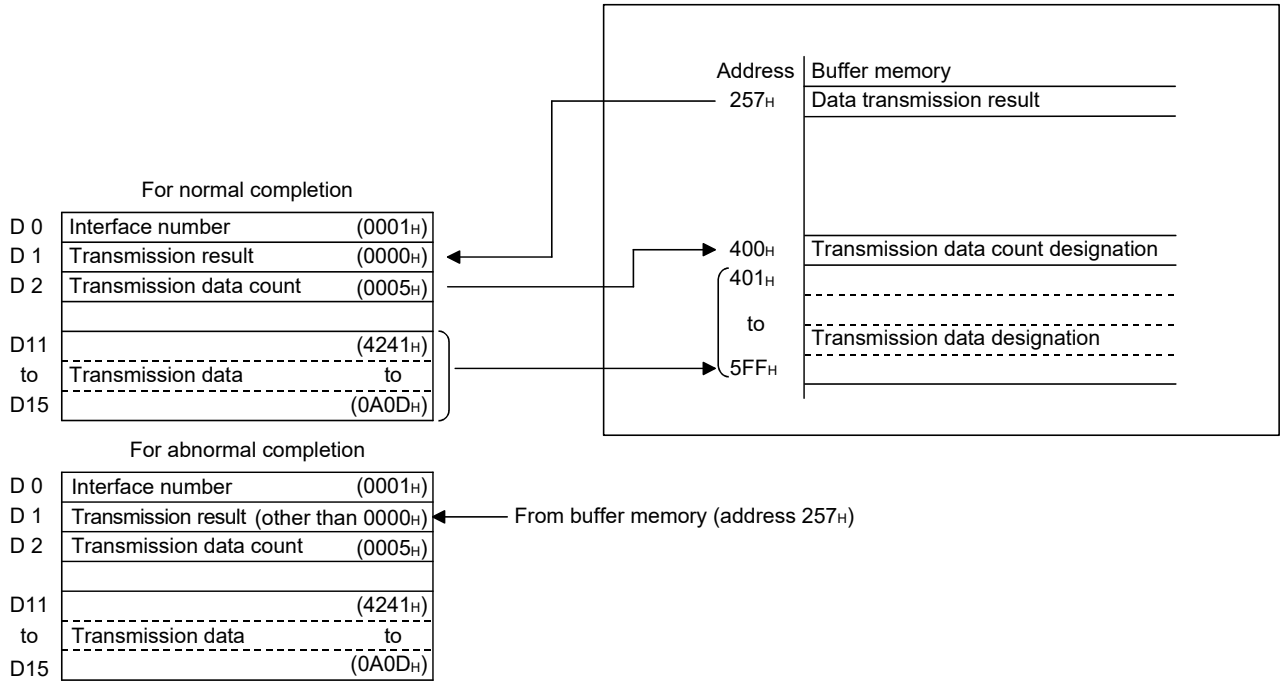 Address Buffer memory
257H Data transmission result
For normal completion
D 0 Interface number (0001H)
D 1 Transmission result (0000H)
400H Transmission data count designation
D 2 Transmission data count (0005H)
401H
to
Transmission data designation
5FFH
D11 (4241H)
to Transmission data to
D15 (0A0DH)
For abnormal completion
D 0 Interface number (0001H)
D 1 Transmission result (other than 0000H) From buffer memory (address 257H)
D 2 Transmission data count (0005H)
D11 (4241H)
to Transmission data to
D15 (0A0DH)